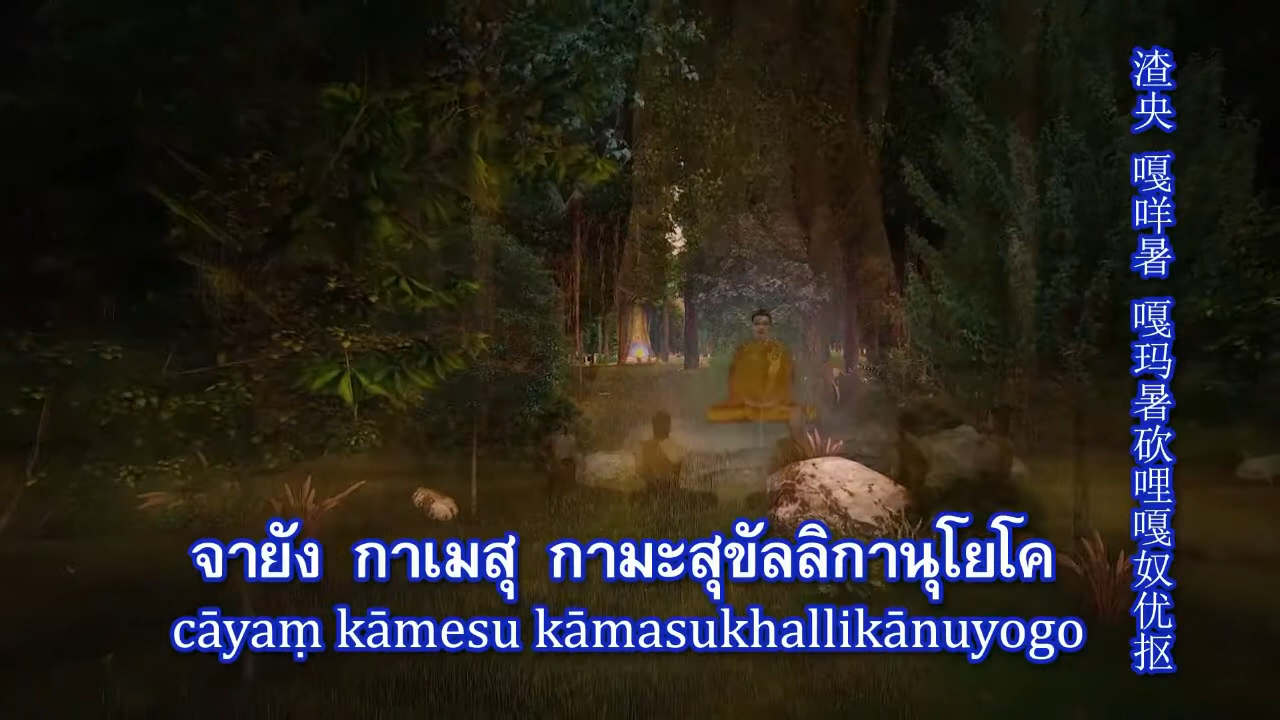 จายัง กาเมสุ กามะสุขัลลิกานุโยโค
cāyaṃ kāmesu kāmasukhallikānuyogo
渣央 嘎咩暑 嘎玛暑砍哩嘎奴优抠